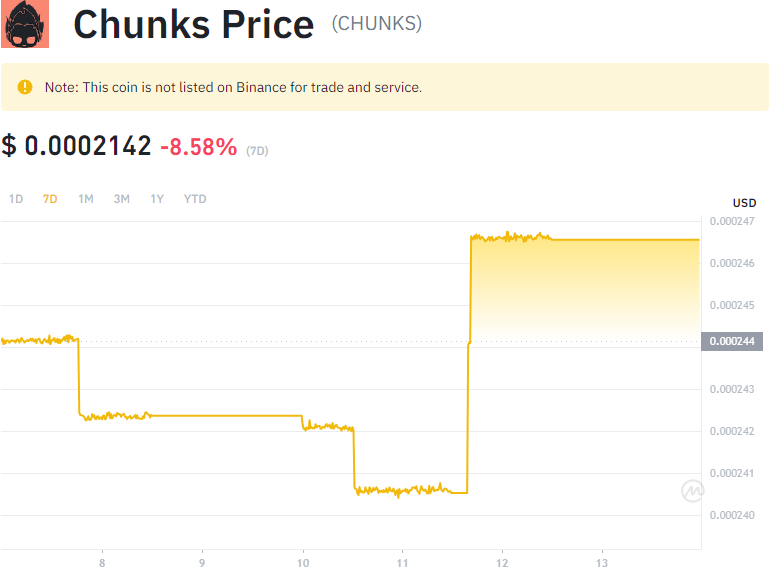 Chunks Price (CHUNKS)
Note: This coin is not listed on Binance for trade and service.
$ 0.0002142 -8.58% (7D)
1D 7D 1M 3M 1Y YTD
USD
0.000247
0.000246
0.000245
0.000244
0.000243
0.000242
0.000241
0.000240
8 9 10 11 12 13